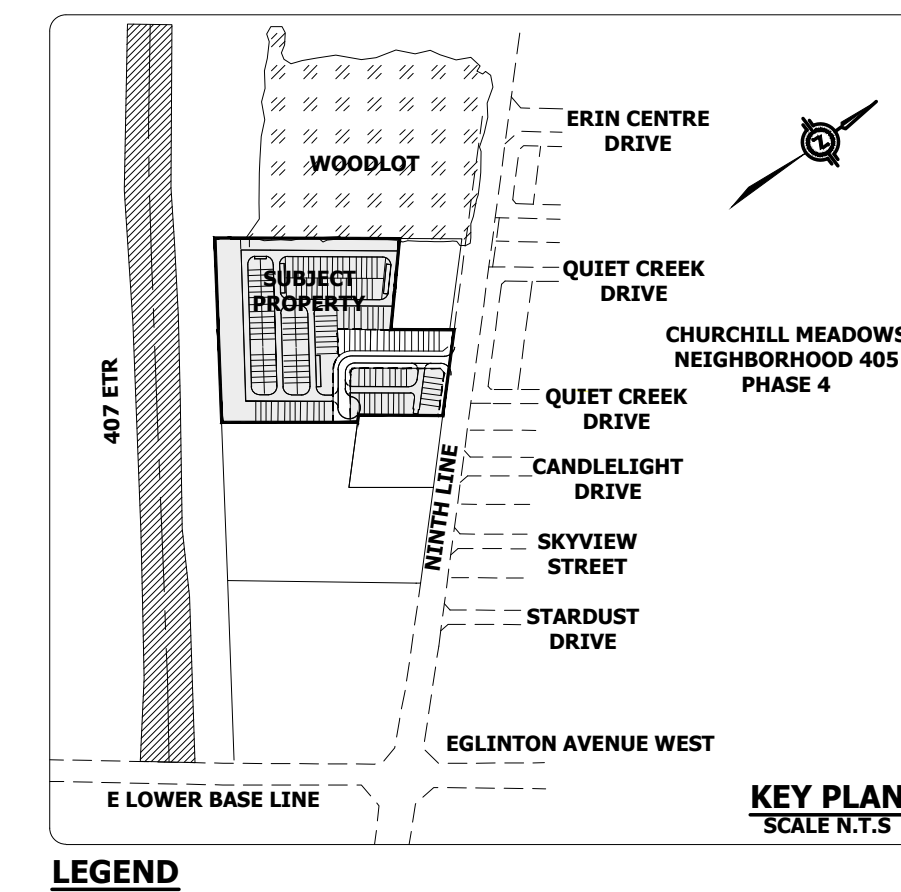 ERIN CENTRE
DRIVE
WOODLOT
QUIET CREEK
DRIVE
SUBJECT
PROPERTY
CHURCHILL MEADOWS
NEIGHBORHOOD 405
PHASE 4
407 ETR
QUIET CREEK
DRIVE
CANDLELIGHT
DRIVE
NINTH LINE
SKYVIEW
STREET
STARDUST
DRIVE
EGLINTON AVENUE WEST
E LOWER BASE LINE
KEY PLAN
SCALE N.T.S
LEGEND